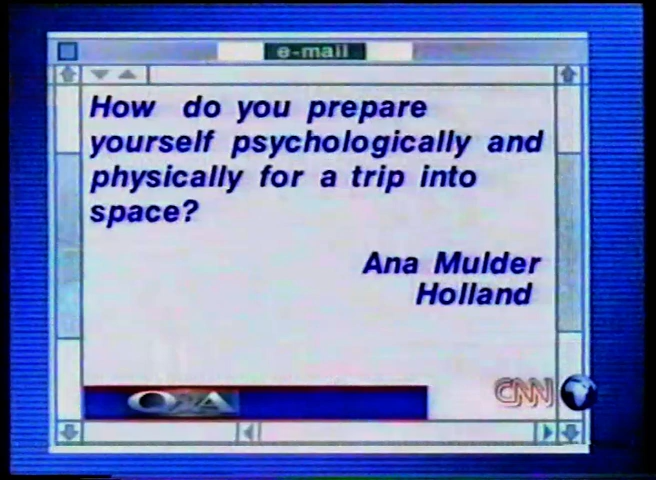 e-mail
How do you prepare
yourself psychologically and
physically for a trip into
space?
Ana Mulder
Holland
Q&A
CNN